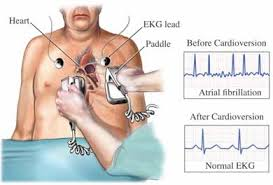 Heart
EKG lead
Paddle
Before Cardioversion
Atrial fibrillation
After Cardioversion
Normal EKG